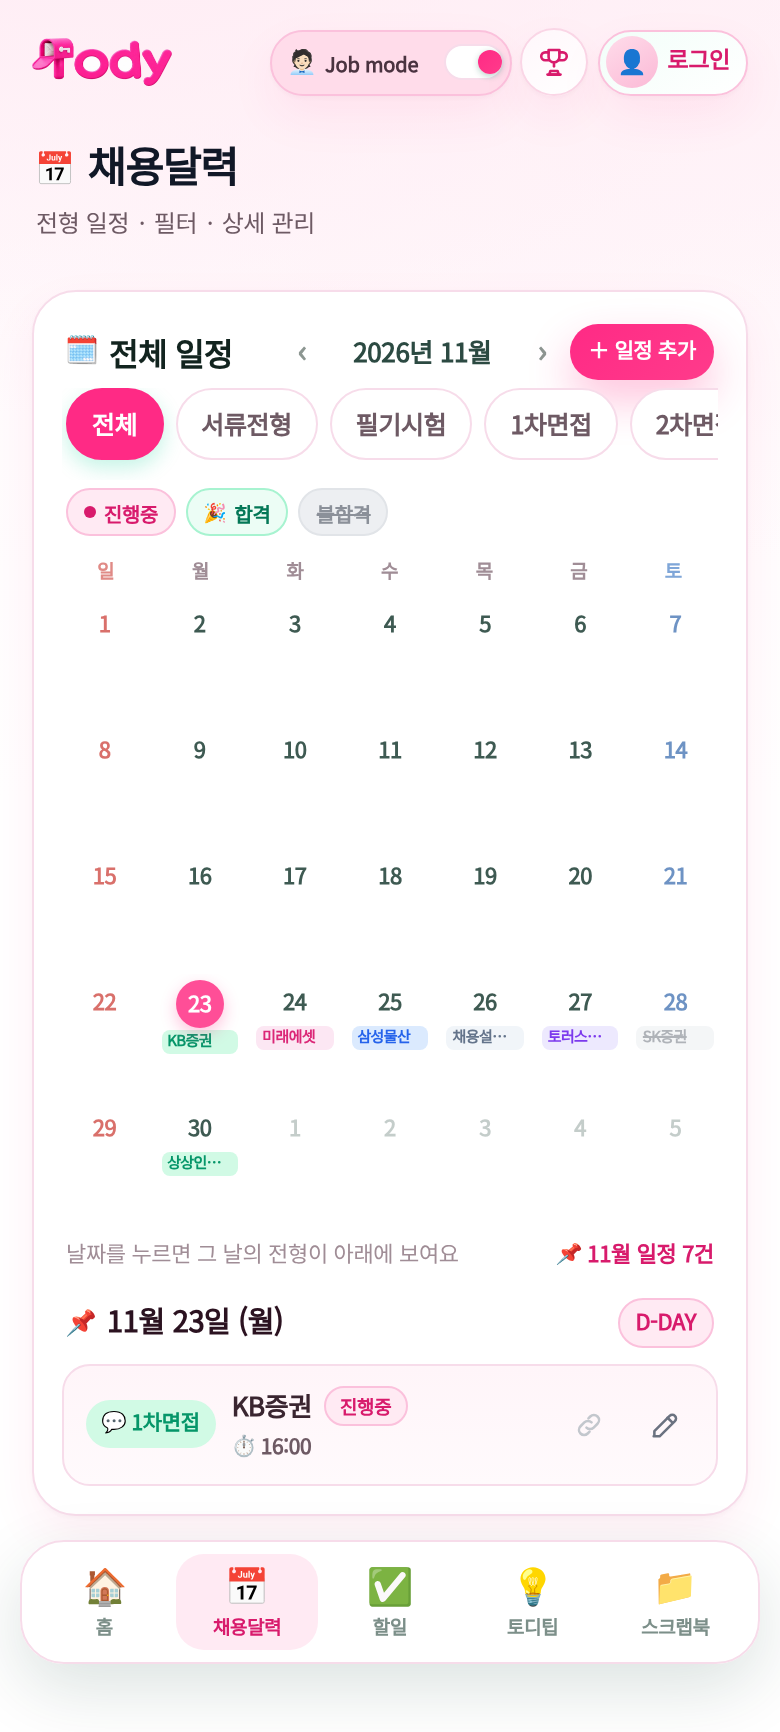 Tody
Job mode
로그인
채용달력
전형 일정 · 필터 · 상세 관리
전체 일정
‹ 2026년 11월 ›
+ 일정 추가
전체 서류전형 필기시험 1차면접 2차면
진행중 합격 불합격
일 월 화 수 목 금 토
1 2 3 4 5 6 7
8 9 10 11 12 13 14
15 16 17 18 19 20 21
22 23 24 25 26 27 28
KB증권 미래에셋 삼성물산 채용설… 토러스… SK증권
29 30 1 2 3 4 5
상상인…
날짜를 누르면 그 날의 전형이 아래에 보여요
11월 일정 7건
11월 23일 (월)
D-DAY
1차면접
KB증권 진행중
16:00
홈 채용달력 할일 토디팁 스크랩북